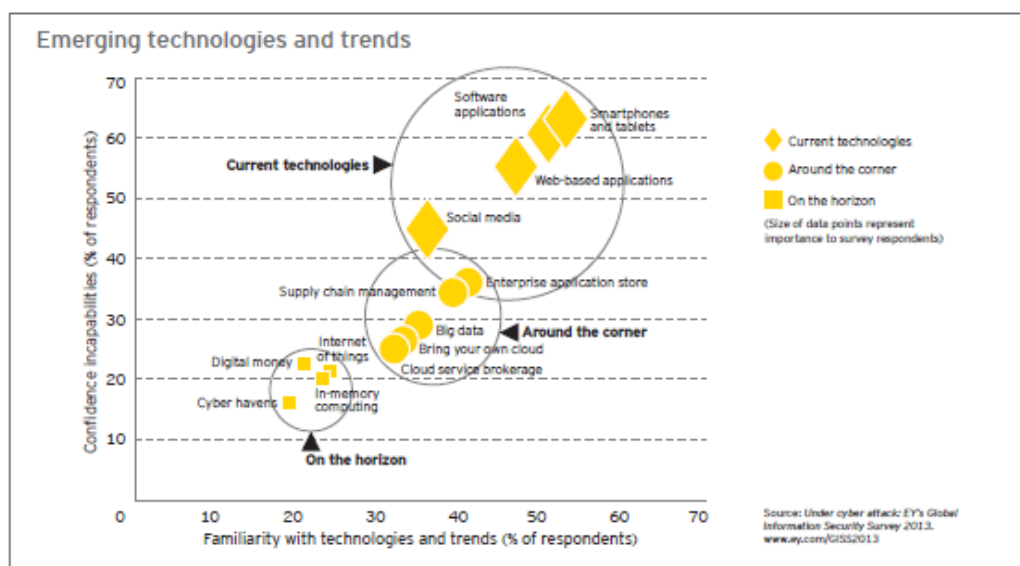 Emerging technologies and trends
Confidence incapabilities (% of respondents)
70
60
50
40
30
20
10
0
10
20
30
40
50
60
70
Familiarity with technologies and trends (% of respondents)
Software
applications
Smartphones
and tablets
Current technologies
Web-based applications
Social media
Enterprise application store
Supply chain management
Big data
Around the corner
Bring your own cloud
Cloud service brokerage
Internet
of things
Digital money
In-memory
computing
Cyber havens
On the horizon
Current technologies
Around the corner
On the horizon
(Size of data points represent
importance to survey respondents)
Source: Under cyber attack: EY's Global
Information Security Survey 2013.
www.ey.com/GISS2013